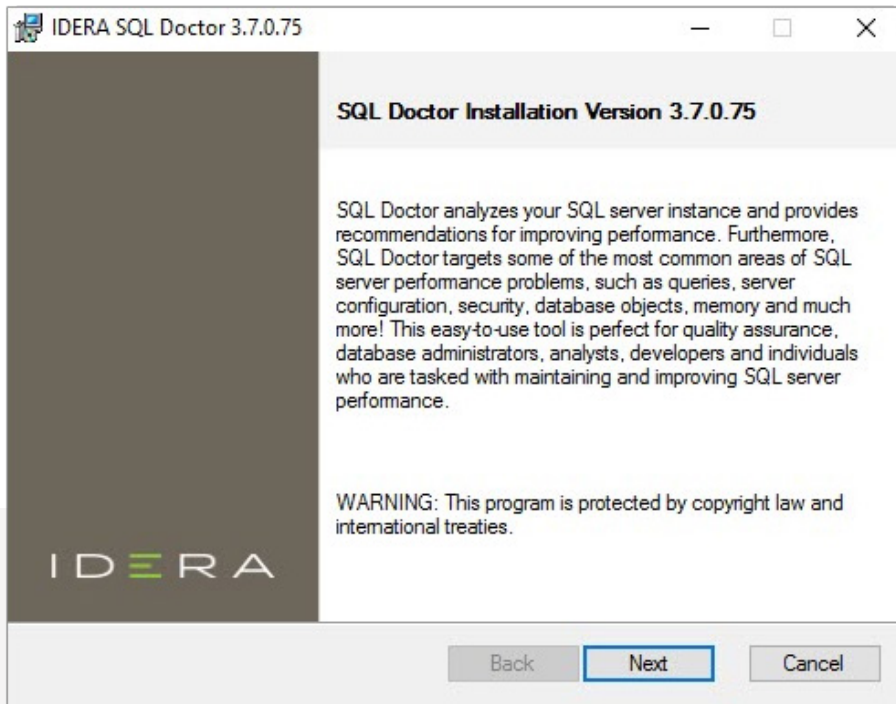 IDERA SQL Doctor 3.7.0.75
SQL Doctor Installation Version 3.7.0.75
SQL Doctor analyzes your SQL server instance and provides
recommendations for improving performance. Furthermore,
SQL Doctor targets some of the most common areas of SQL
server performance problems, such as queries, server
configuration, security, database objects, memory and much
more! This easy-to-use tool is perfect for quality assurance,
database administrators, analysts, developers and individuals
who are tasked with maintaining and improving SQL server
performance.
WARNING: This program is protected by copyright law and
international treaties.
IDERA
Back Next Cancel